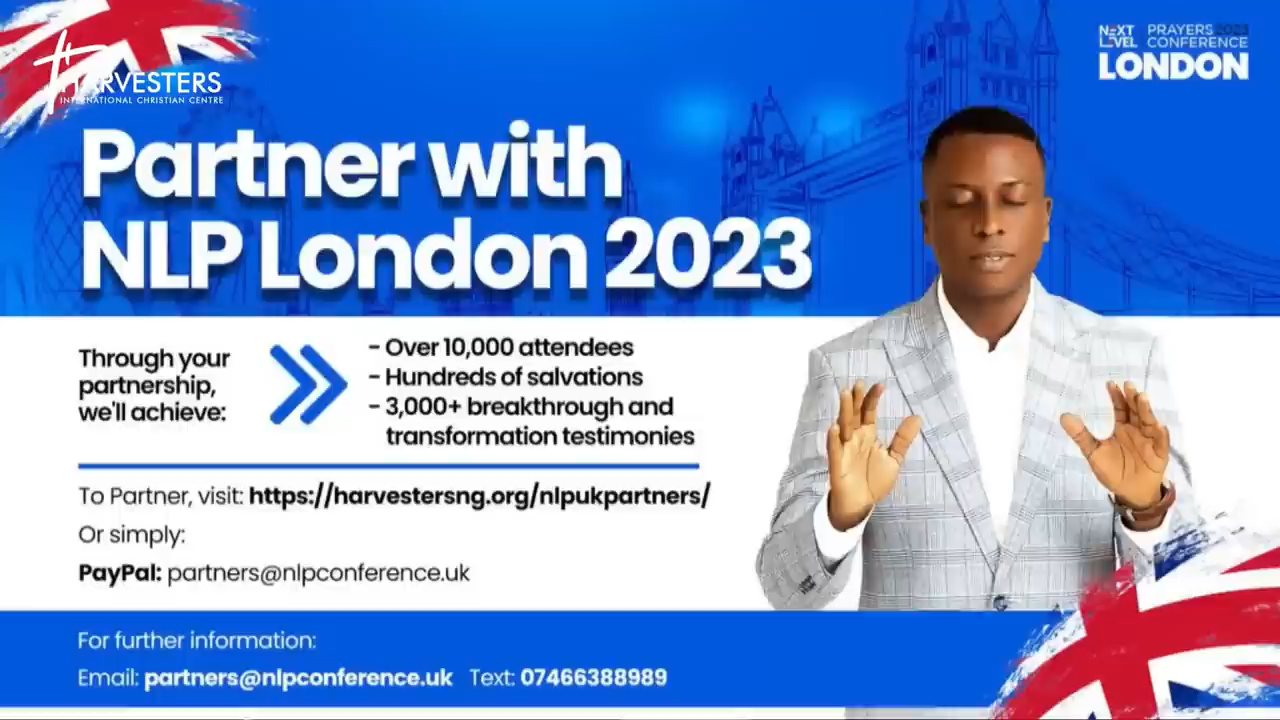 HARVESTERS
INTERNATIONAL CHRISTIAN CENTRE
NEXT LEVEL PRAYERS 2023 CONFERENCE
LONDON
Partner with
NLP London 2023
Through your
partnership,
we'll achieve:
- Over 10,000 attendees
- Hundreds of salvations
- 3,000+ breakthrough and
transformation testimonies
To Partner, visit: https://harvestersng.org/nlpukpartners/
Or simply:
PayPal: partners@nlpconference.uk
For further information:
Email: partners@nlpconference.uk Text: 07466388989